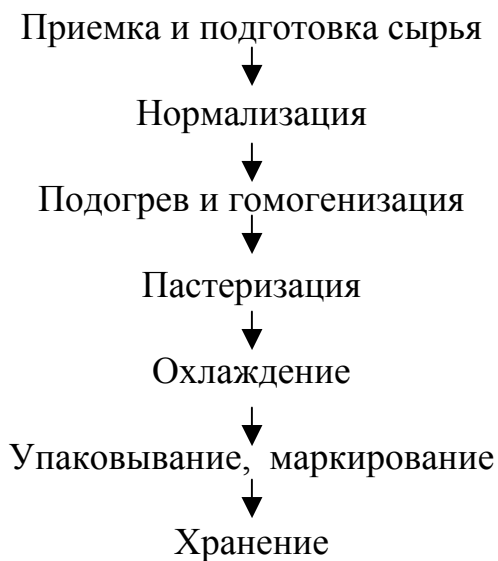 Приемка и подготовка сырья
Нормализация
Подогрев и гомогенизация
Пастеризация
Охлаждение
Упаковывание, маркирование
Хранение